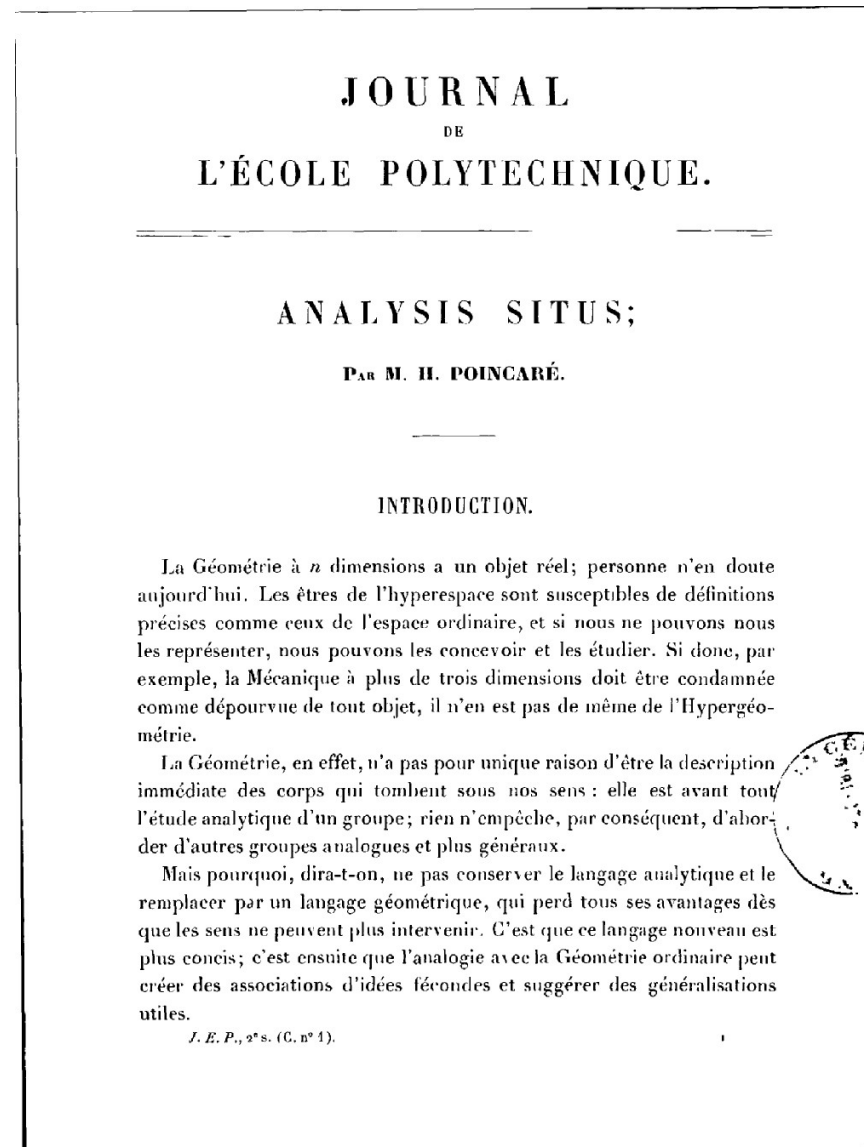 JOURNAL
DE
L'ÉCOLE POLYTECHNIQUE.
ANALYSIS SITUS;
PAR M. H. POINCARÉ.
INTRODUCTION.
La Géométrie à n dimensions a un objet réel; personne n'en doute
aujourd'hui. Les êtres de l'hyperespace sont susceptibles de définitions
précises comme ceux de l'espace ordinaire, et si nous ne pouvons nous
les représenter, nous pouvons les concevoir et les étudier. Si donc, par
exemple, la Mécanique à plus de trois dimensions doit être condamnée
comme dépourvue de tout objet, il n'en est pas de même de l'Hypergéo-
métrie.
La Géométrie, en effet, n'a pas pour unique raison d'être la description
immédiate des corps qui tombent sous nos sens : elle est avant tout
l'étude analytique d'un groupe; rien n'empêche, par conséquent, d'abor-
der d'autres groupes analogues et plus généraux.
Mais pourquoi, dira-t-on, ne pas conserver le langage analytique et le
remplacer par un langage géométrique, qui perd tous ses avantages dès
que les sens ne peuvent plus intervenir. C'est que ce langage nouveau est
plus concis; c'est ensuite que l'analogie avec la Géométrie ordinaire peut
créer des associations d'idées fécondes et suggérer des généralisations
utiles.
J. E. P., 2e s. (C. n° 1). 1